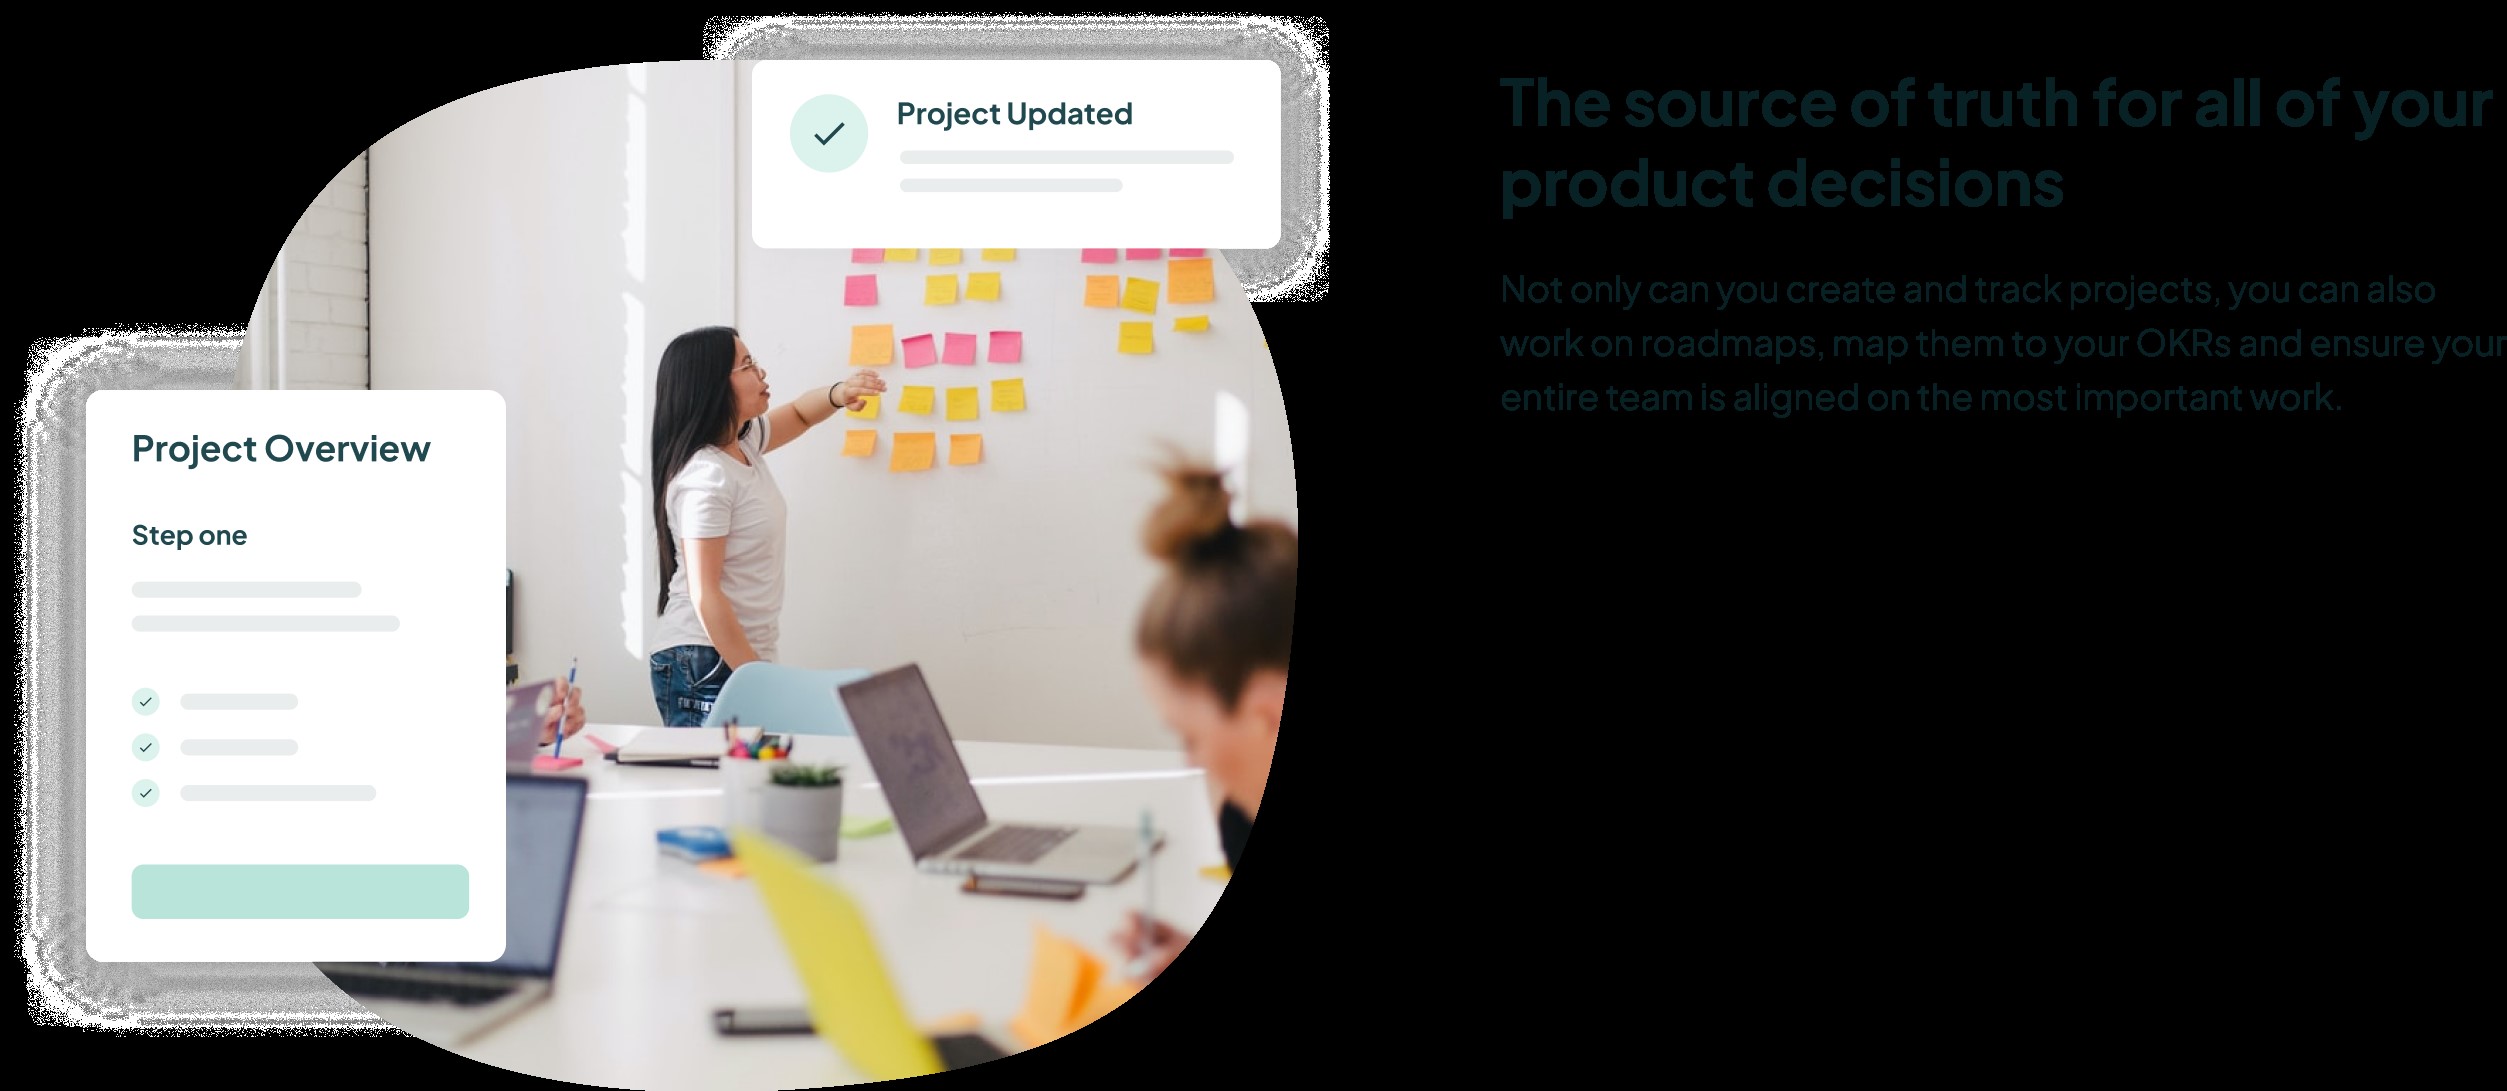 Project Updated
Project Overview
Step one
The source of truth for all of your
product decisions
Not only can you create and track projects, you can also
work on roadmaps, map them to your OKRs and ensure your
entire team is aligned on the most important work.